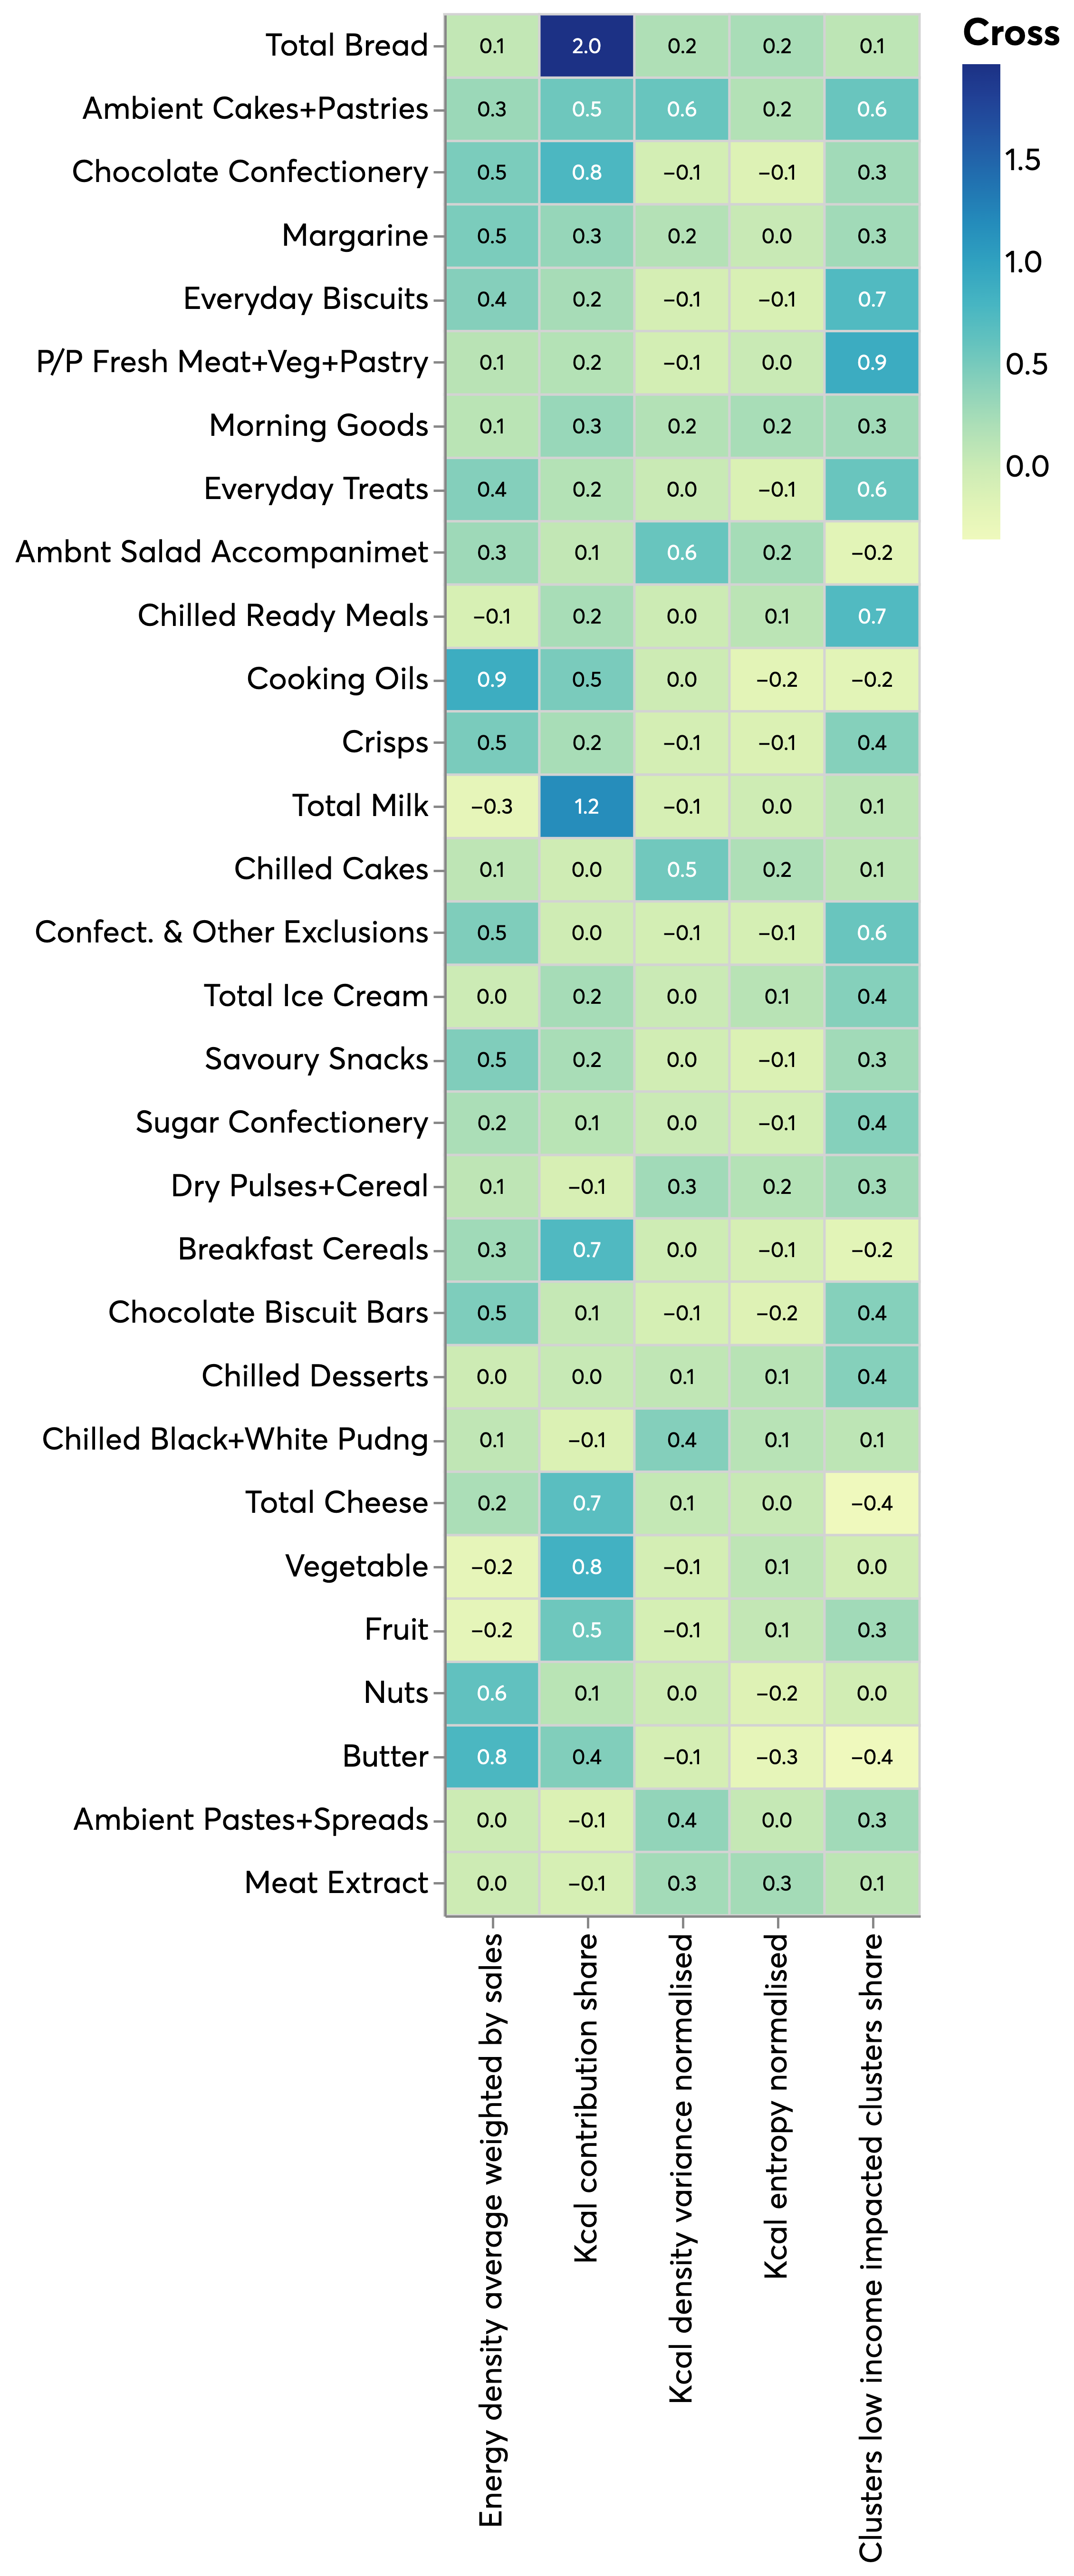 Cross
1.5
1.0
0.5
0.0
Total Bread 0.1 2.0 0.2 0.2 0.1
Ambient Cakes+Pastries 0.3 0.5 0.6 0.2 0.6
Chocolate Confectionery 0.5 0.8 −0.1 −0.1 0.3
Margarine 0.5 0.3 0.2 0.0 0.3
Everyday Biscuits 0.4 0.2 −0.1 −0.1 0.7
P/P Fresh Meat+Veg+Pastry 0.1 0.2 −0.1 0.0 0.9
Morning Goods 0.1 0.3 0.2 0.2 0.3
Everyday Treats 0.4 0.2 0.0 −0.1 0.6
Ambnt Salad Accompanimet 0.3 0.1 0.6 0.2 −0.2
Chilled Ready Meals −0.1 0.2 0.0 0.1 0.7
Cooking Oils 0.9 0.5 0.0 −0.2 −0.2
Crisps 0.5 0.2 −0.1 −0.1 0.4
Total Milk −0.3 1.2 −0.1 0.0 0.1
Chilled Cakes 0.1 0.0 0.5 0.2 0.1
Confect. & Other Exclusions 0.5 0.0 −0.1 −0.1 0.6
Total Ice Cream 0.0 0.2 0.0 0.1 0.4
Savoury Snacks 0.5 0.2 0.0 −0.1 0.3
Sugar Confectionery 0.2 0.1 0.0 −0.1 0.4
Dry Pulses+Cereal 0.1 −0.1 0.3 0.2 0.3
Breakfast Cereals 0.3 0.7 0.0 −0.1 −0.2
Chocolate Biscuit Bars 0.5 0.1 −0.1 −0.2 0.4
Chilled Desserts 0.0 0.0 0.1 0.1 0.4
Chilled Black+White Pudng 0.1 −0.1 0.4 0.1 0.1
Total Cheese 0.2 0.7 0.1 0.0 −0.4
Vegetable −0.2 0.8 −0.1 0.1 0.0
Fruit −0.2 0.5 −0.1 0.1 0.3
Nuts 0.6 0.1 0.0 −0.2 0.0
Butter 0.8 0.4 −0.1 −0.3 −0.4
Ambient Pastes+Spreads 0.0 −0.1 0.4 0.0 0.3
Meat Extract 0.0 −0.1 0.3 0.3 0.1
Energy density average weighted by sales
Kcal contribution share
Kcal density variance normalised
Kcal entropy normalised
Clusters low income impacted clusters share